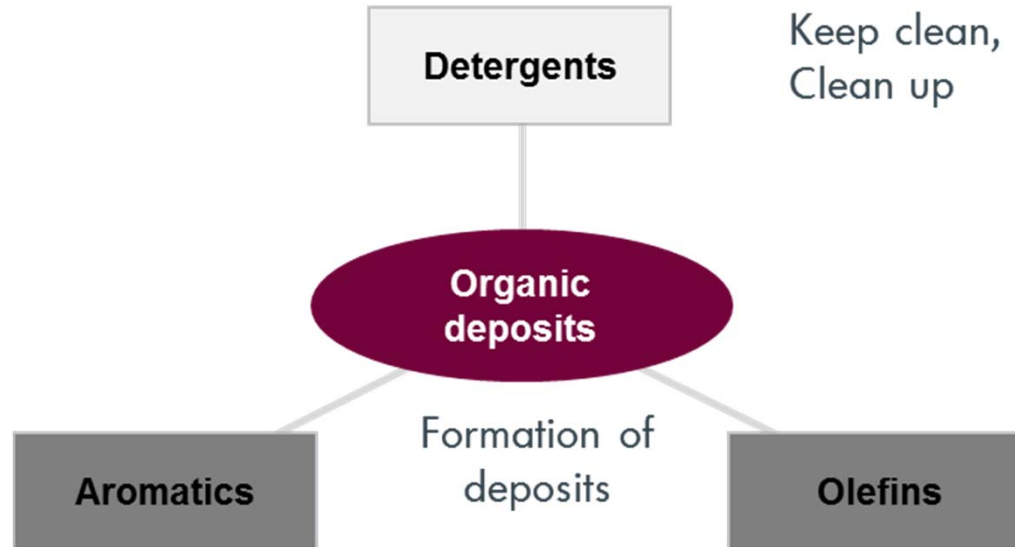 Detergents
Keep clean,
Clean up
Organic
deposits
Formation of
deposits
Aromatics
Olefins